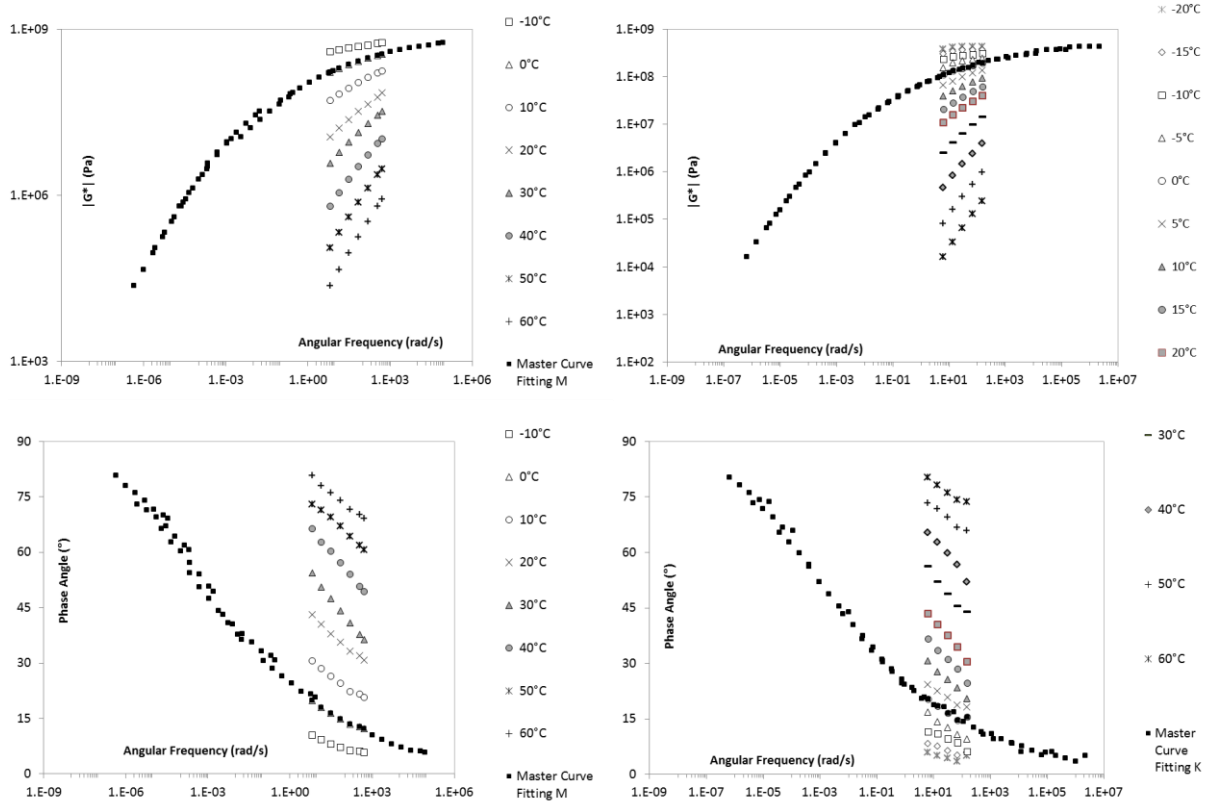 1.E+09
1.E+06
1.E+03
|G*| (Pa)
Angular Frequency (rad/s)
1.E-09 1.E-06 1.E-03 1.E+00 1.E+03 1.E+06
-10°C
0°C
10°C
20°C
30°C
40°C
50°C
60°C
Master Curve
Fitting M
1.E+09
1.E+08
1.E+07
1.E+06
1.E+05
1.E+04
1.E+03
1.E+02
|G*| (Pa)
Angular Frequency (rad/s)
1.E-09 1.E-07 1.E-05 1.E-03 1.E-01 1.E+01 1.E+03 1.E+05 1.E+07
-20°C
-15°C
-10°C
-5°C
0°C
5°C
10°C
15°C
20°C
90
75
60
45
30
15
0
Phase Angle (°)
Angular Frequency (rad/s)
1.E-09 1.E-06 1.E-03 1.E+00 1.E+03 1.E+06
-10°C
0°C
10°C
20°C
30°C
40°C
50°C
60°C
Master Curve
Fitting M
90
75
60
45
30
15
0
Phase Angle (°)
Angular Frequency (rad/s)
1.E-09 1.E-07 1.E-05 1.E-03 1.E-01 1.E+01 1.E+03 1.E+05 1.E+07
30°C
40°C
50°C
60°C
Master
Curve
Fitting K